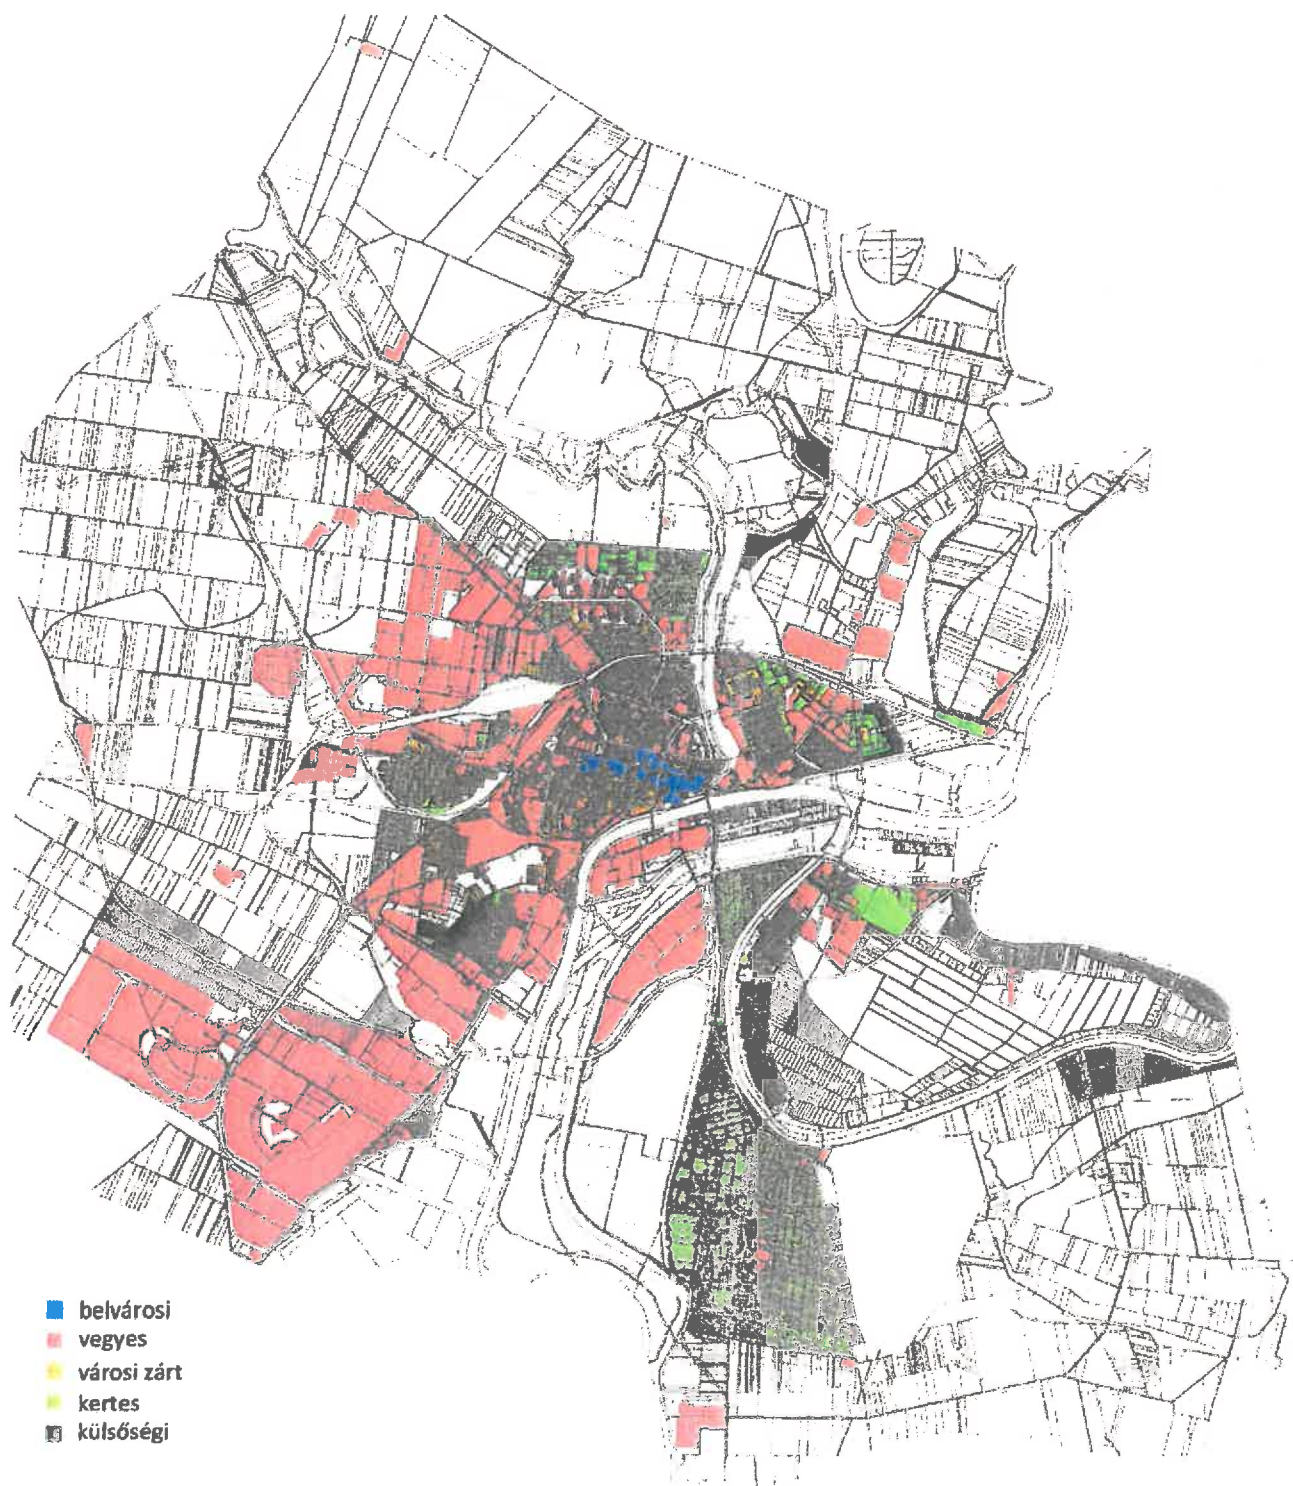 belvárosi
vegyes
városi zárt
kertes
külsőségi